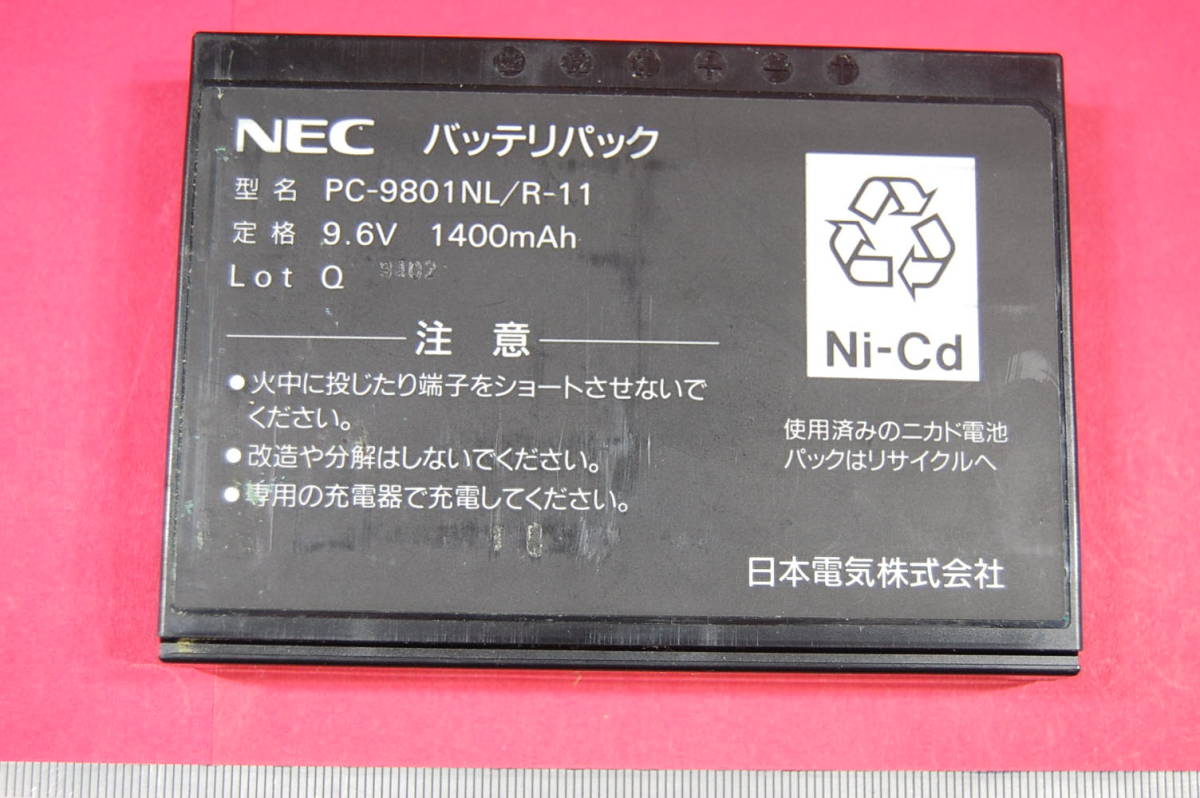 NEC バッテリパック
型名 PC-9801NL/R-11
定格 9.6V 1400mAh
Lot Q
注意
●火中に投じたり端子をショートさせないで
ください。
●改造や分解はしないでください。
●専用の充電器で充電してください。
Ni-Cd
使用済みのニカド電池
パックはリサイクルへ
日本電気株式会社